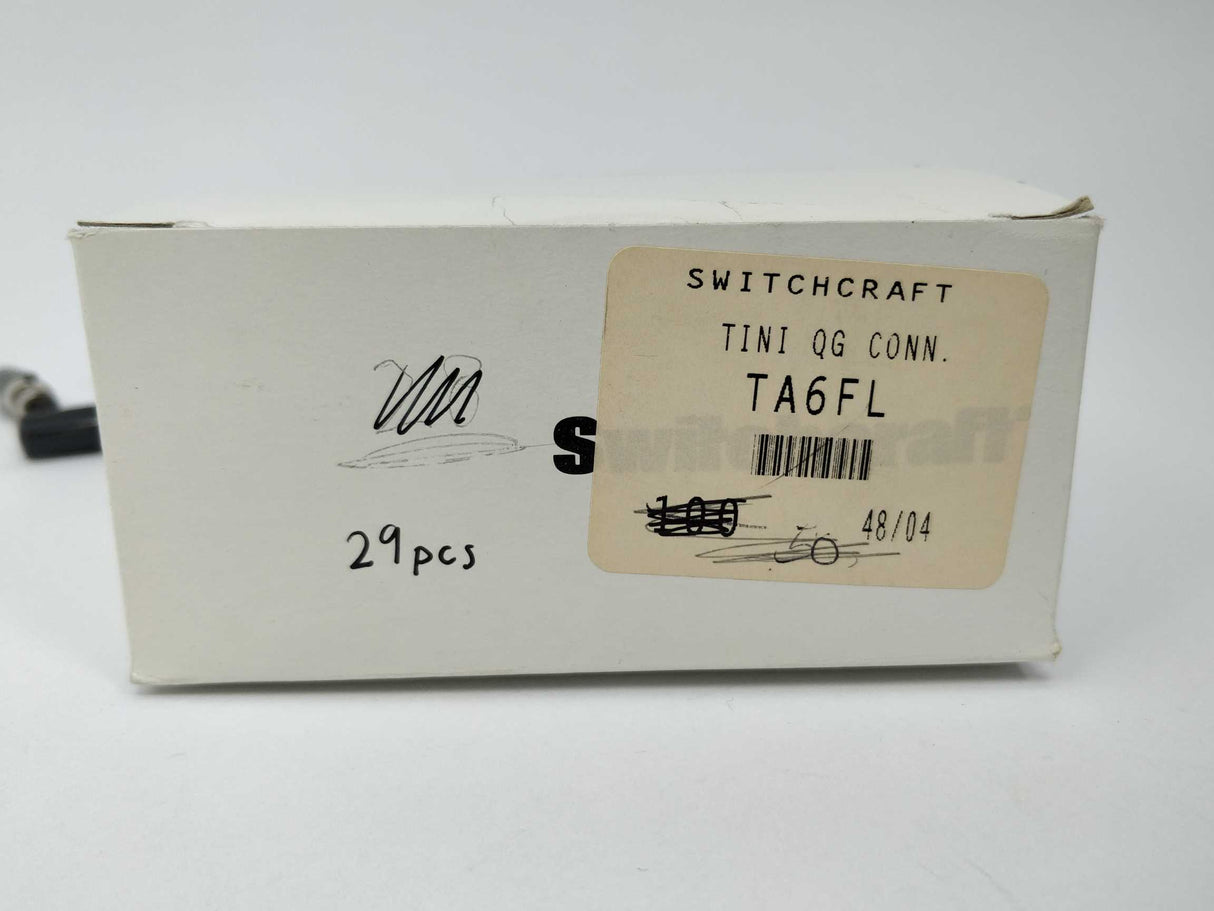 SWITCHCRAFT
TINI QG CONN.
TA6FL
100
50
48/04
29pcs
S